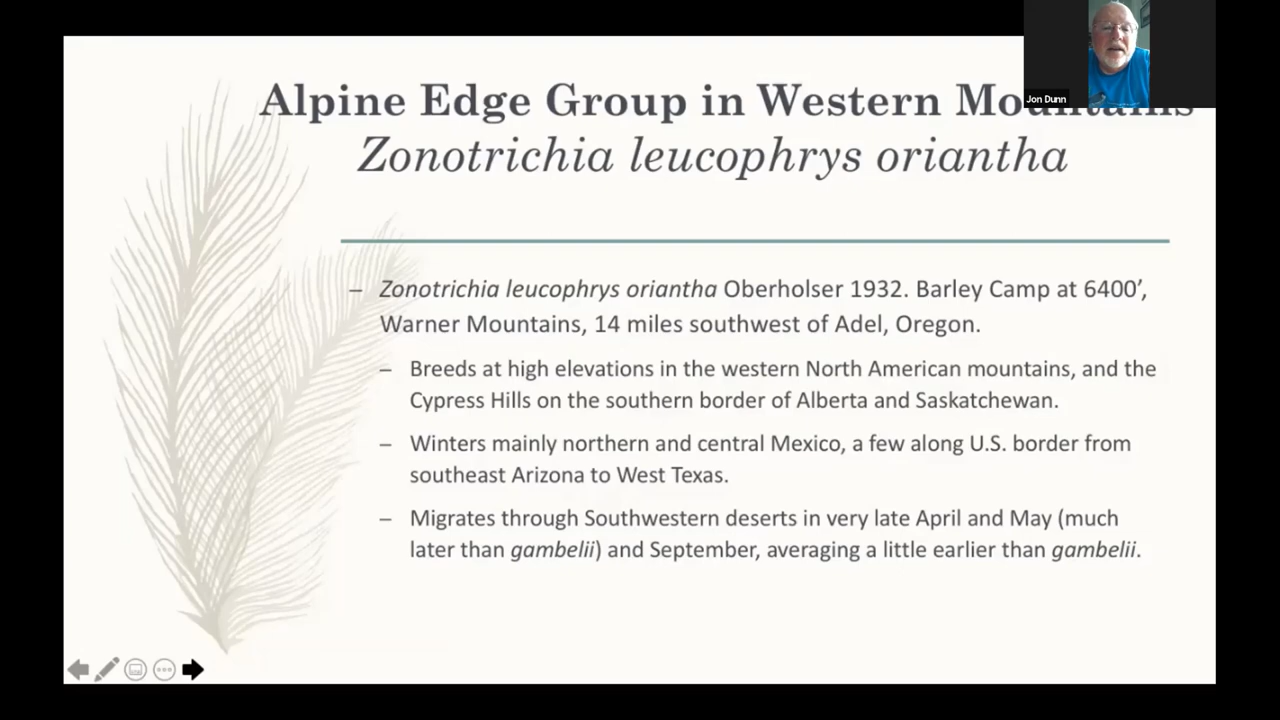 Alpine Edge Group in Western Mountains
Zonotrichia leucophrys oriantha
Jon Dunn
– Zonotrichia leucophrys oriantha Oberholser 1932. Barley Camp at 6400’,
Warner Mountains, 14 miles southwest of Adel, Oregon.
– Breeds at high elevations in the western North American mountains, and the
Cypress Hills on the southern border of Alberta and Saskatchewan.
– Winters mainly northern and central Mexico, a few along U.S. border from
southeast Arizona to West Texas.
– Migrates through Southwestern deserts in very late April and May (much
later than gambelii) and September, averaging a little earlier than gambelii.